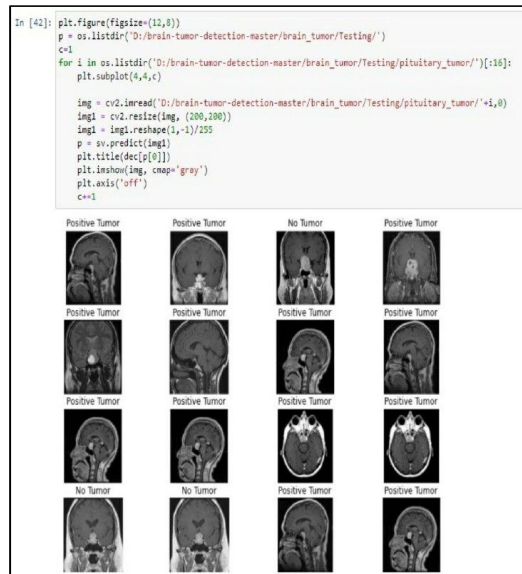 In [42]: plt.figure(figsize=(12,8))
p = os.listdir('D:/brain-tumor-detection-master/brain_tumor/Testing/')
c=1
for i in os.listdir('D:/brain-tumor-detection-master/brain_tumor/Testing/pituitary_tumor/')[:16]:
plt.subplot(4,4,c)
img = cv2.imread('D:/brain-tumor-detection-master/brain_tumor/Testing/pituitary_tumor/'+i,0)
img1 = cv2.resize(img, (200,200))
img1 = img1.reshape(1,-1)/255
p = sv.predict(img1)
plt.title(dec[p[0]])
plt.imshow(img, cmap='gray')
plt.axis('off')
c+=1
Positive Tumor Positive Tumor No Tumor Positive Tumor
Positive Tumor Positive Tumor Positive Tumor Positive Tumor
Positive Tumor Positive Tumor Positive Tumor Positive Tumor
No Tumor No Tumor Positive Tumor Positive Tumor